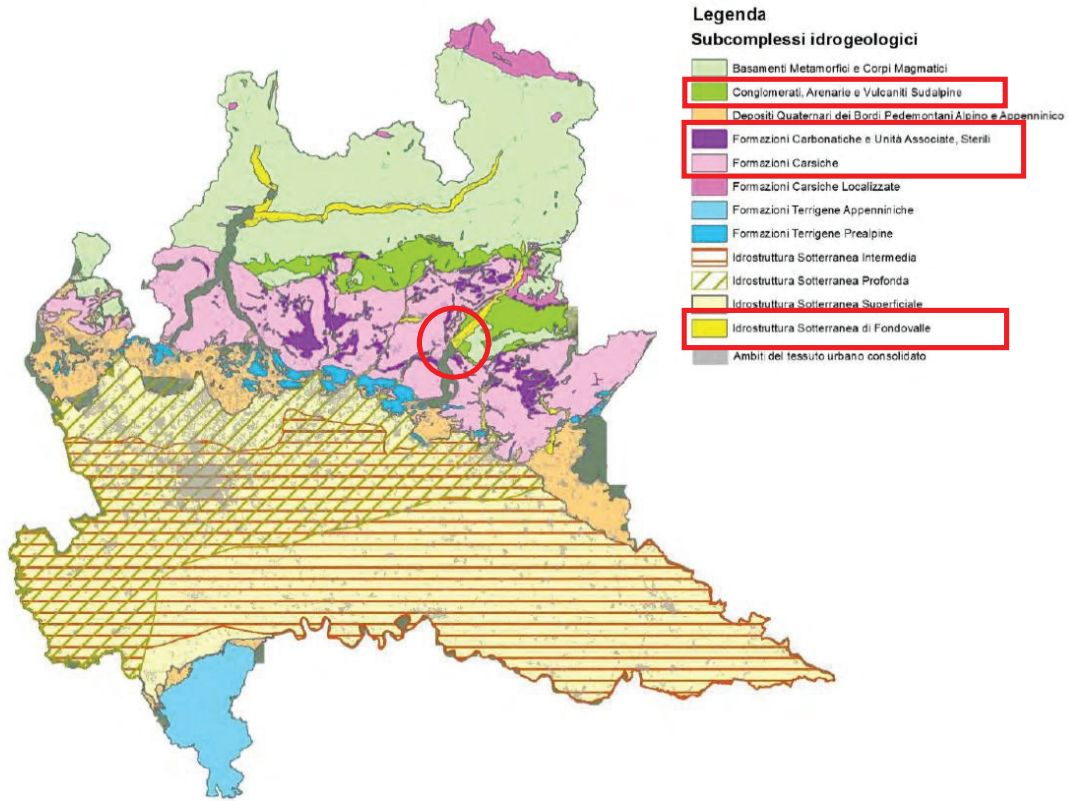 Legenda
Subcomplessi idrogeologici
Basamenti Metamorfici e Corpi Magmatici
Conglomerati, Arenarie e Vulcaniti Sudalpine
Depositi Quaternari dei Bordi Pedemontani Alpino e Appenninico
Formazioni Carbonatiche e Unità Associate, Sterili
Formazioni Carsiche
Formazioni Carsiche Localizzate
Formazioni Terrigene Appenniniche
Formazioni Terrigene Prealpine
Idrostruttura Sotterranea Intermedia
Idrostruttura Sotterranea Profonda
Idrostruttura Sotterranea Superficiale
Idrostruttura Sotterranea di Fondovalle
Ambiti del tessuto urbano consolidato